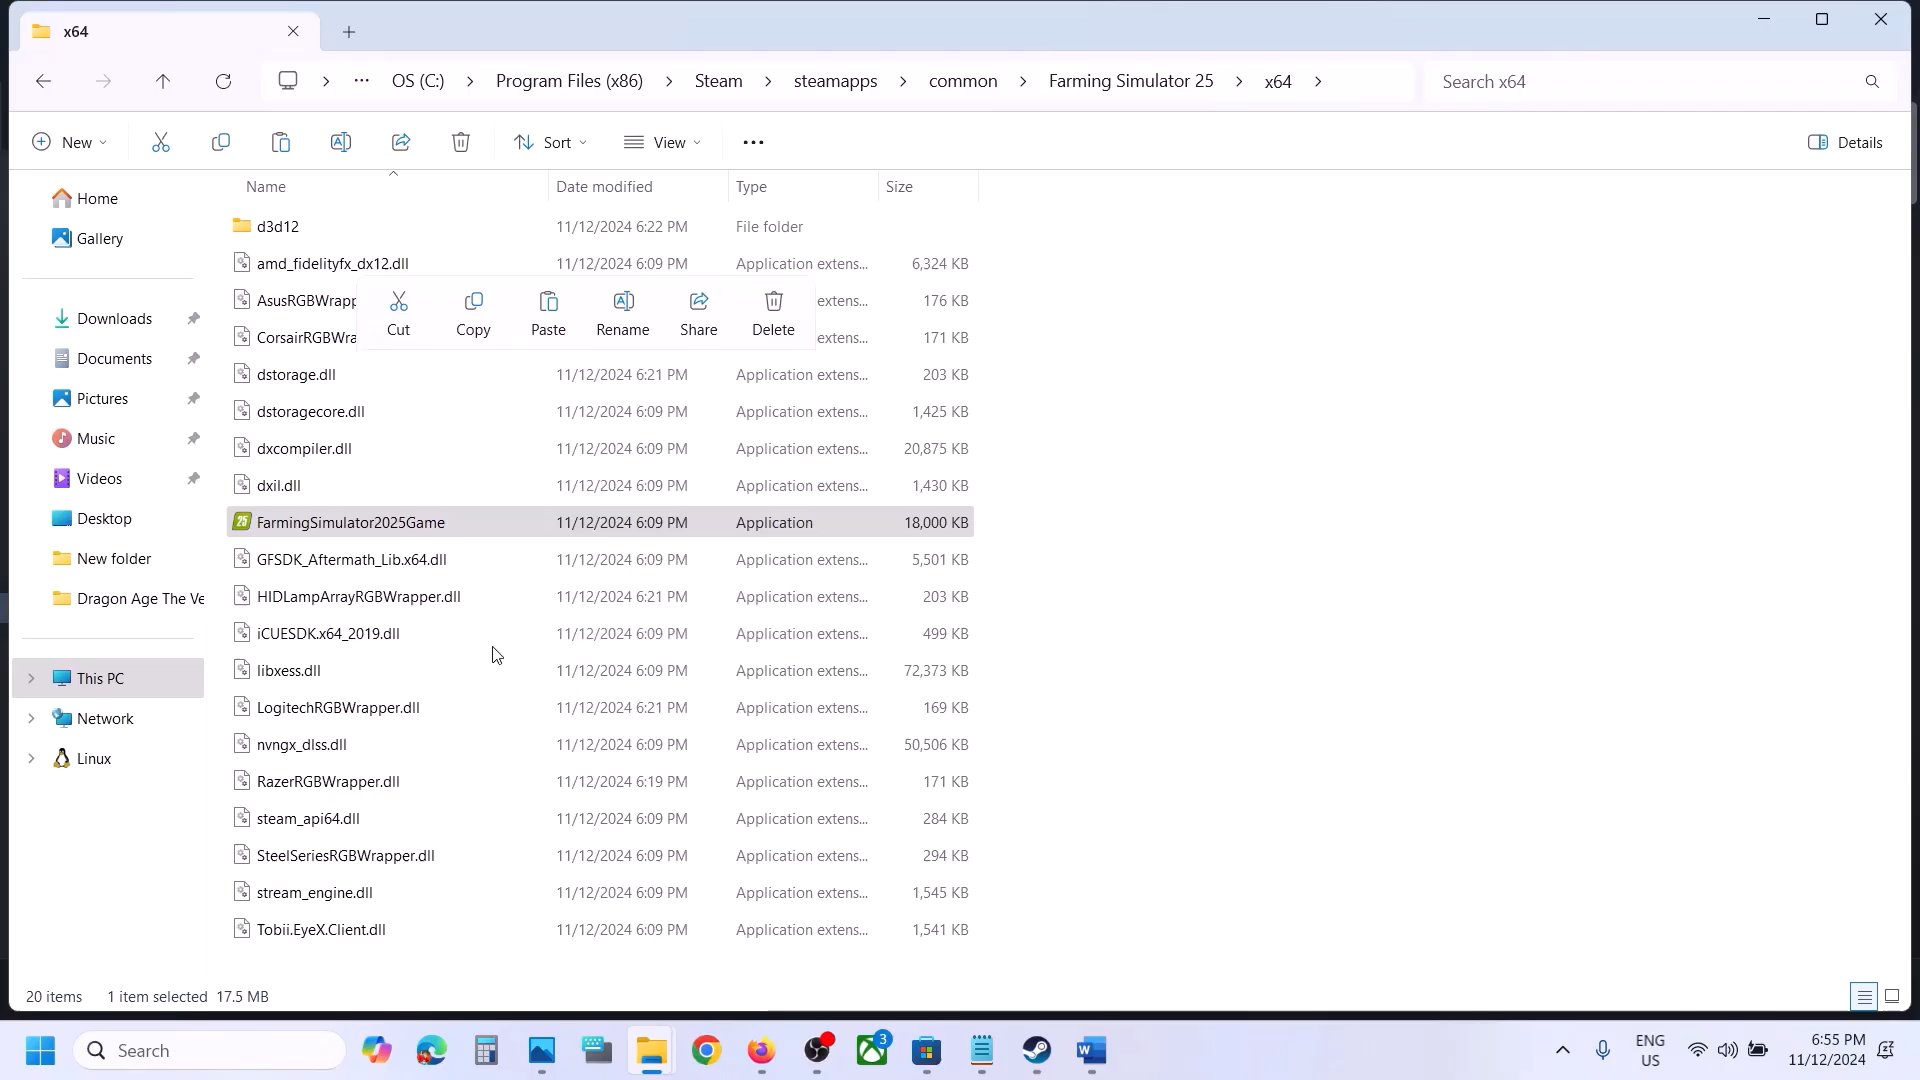 x64
OS (C:) Program Files (x86) Steam steamapps common Farming Simulator 25 x64 Search x64
New Sort View Details
Name Date modified Type Size
Home
Gallery
Downloads
Documents
Pictures
Music
Videos
Desktop
New folder
Dragon Age The Ve
This PC
Network
Linux
d3d12 11/12/2024 6:22 PM File folder
amd_fidelityfx_dx12.dll 11/12/2024 6:09 PM Application extens... 6,324 KB
AsusRGBWrapp extens... 176 KB
CorsairRGBWra extens... 171 KB
Cut Copy Paste Rename Share Delete
dstorage.dll 11/12/2024 6:21 PM Application extens... 203 KB
dstoragecore.dll 11/12/2024 6:09 PM Application extens... 1,425 KB
dxcompiler.dll 11/12/2024 6:09 PM Application extens... 20,875 KB
dxil.dll 11/12/2024 6:09 PM Application extens... 1,430 KB
25 FarmingSimulator2025Game 11/12/2024 6:09 PM Application 18,000 KB
GFSDK_Aftermath_Lib.x64.dll 11/12/2024 6:09 PM Application extens... 5,501 KB
HIDLampArrayRGBWrapper.dll 11/12/2024 6:21 PM Application extens... 203 KB
iCUESDK.x64_2019.dll 11/12/2024 6:09 PM Application extens... 499 KB
libxess.dll 11/12/2024 6:09 PM Application extens... 72,373 KB
LogitechRGBWrapper.dll 11/12/2024 6:21 PM Application extens... 169 KB
nvngx_dlss.dll 11/12/2024 6:09 PM Application extens... 50,506 KB
RazerRGBWrapper.dll 11/12/2024 6:19 PM Application extens... 171 KB
steam_api64.dll 11/12/2024 6:09 PM Application extens... 284 KB
SteelSeriesRGBWrapper.dll 11/12/2024 6:09 PM Application extens... 294 KB
stream_engine.dll 11/12/2024 6:09 PM Application extens... 1,545 KB
Tobii.EyeX.Client.dll 11/12/2024 6:09 PM Application extens... 1,541 KB
20 items 1 item selected 17.5 MB
Search 3 ENG 6:55 PM
US 11/12/2024